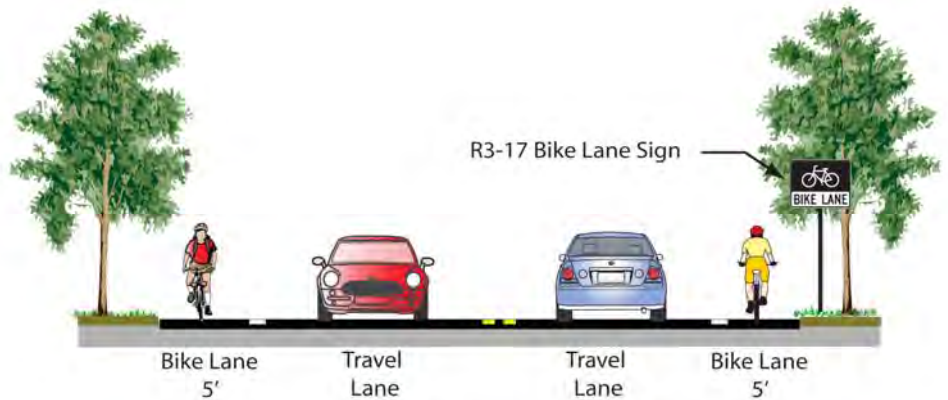 R3-17 Bike Lane Sign
BIKE LANE
Bike Lane
5'
Travel
Lane
Travel
Lane
Bike Lane
5'